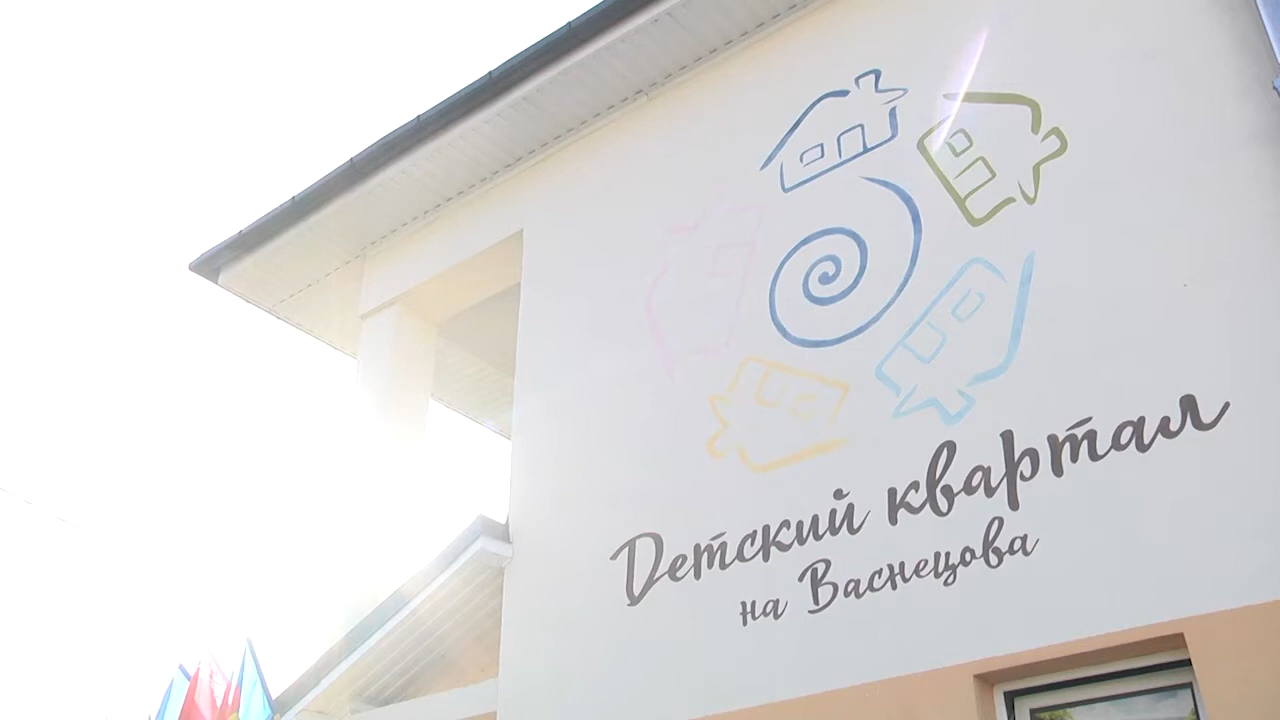 Детский квартал
на Васнецова